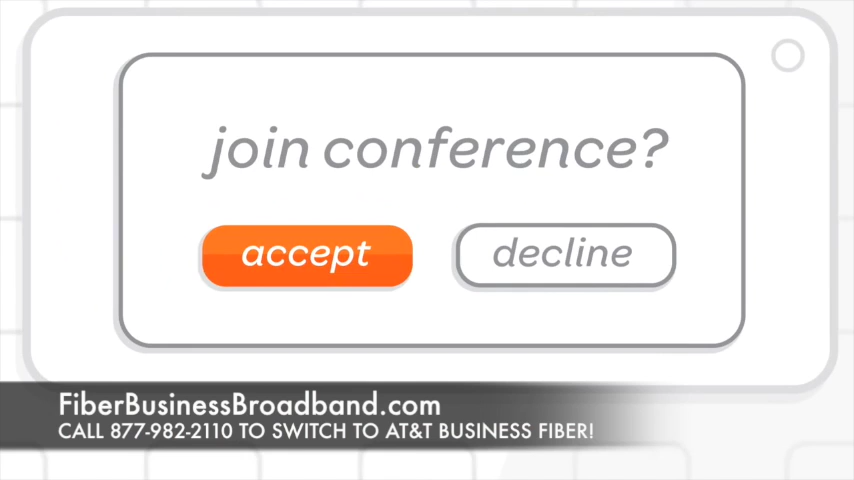 join conference?
accept
decline
FiberBusinessBroadband.com
CALL 877-982-2110 TO SWITCH TO AT&T BUSINESS FIBER!